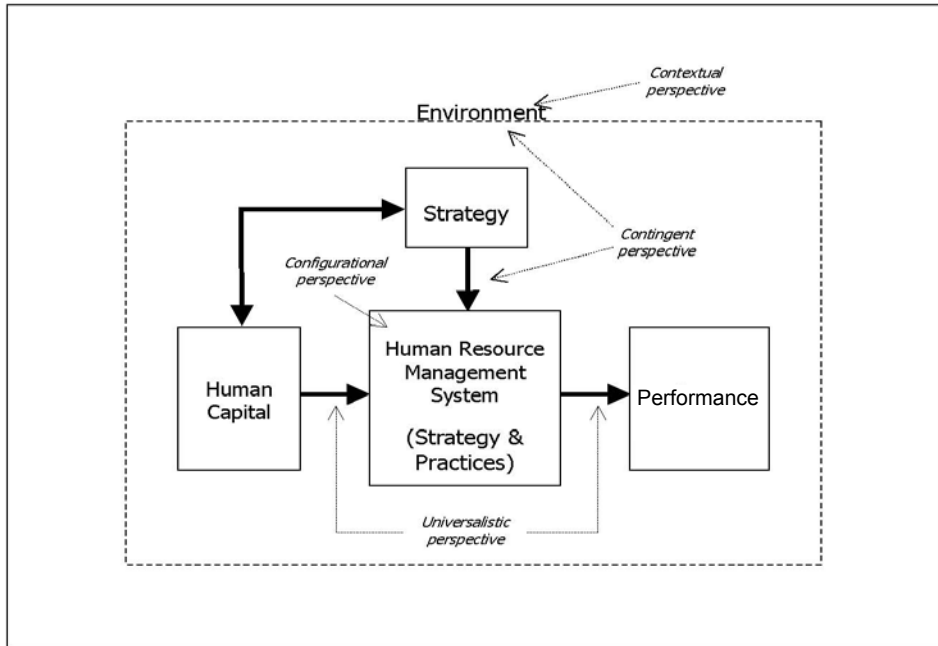 Contextual
perspective
Environment
Strategy
Contingent
perspective
Configurational
perspective
Human
Capital
Human Resource
Management
System
(Strategy &
Practices)
Performance
Universalistic
perspective